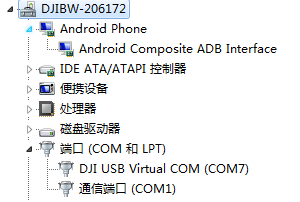 DJIBW-206172
Android Phone
Android Composite ADB Interface
IDE ATA/ATAPI 控制器
便携设备
处理器
磁盘驱动器
端口 (COM 和 LPT)
DJI USB Virtual COM (COM7)
通信端口 (COM1)